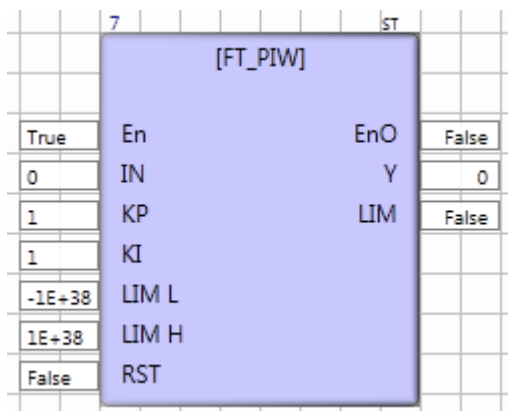 7 ST
[FT_PIW]
True En EnO False
0 IN Y 0
1 KP LIM False
1 KI
-1E+38 LIM L
1E+38 LIM H
False RST